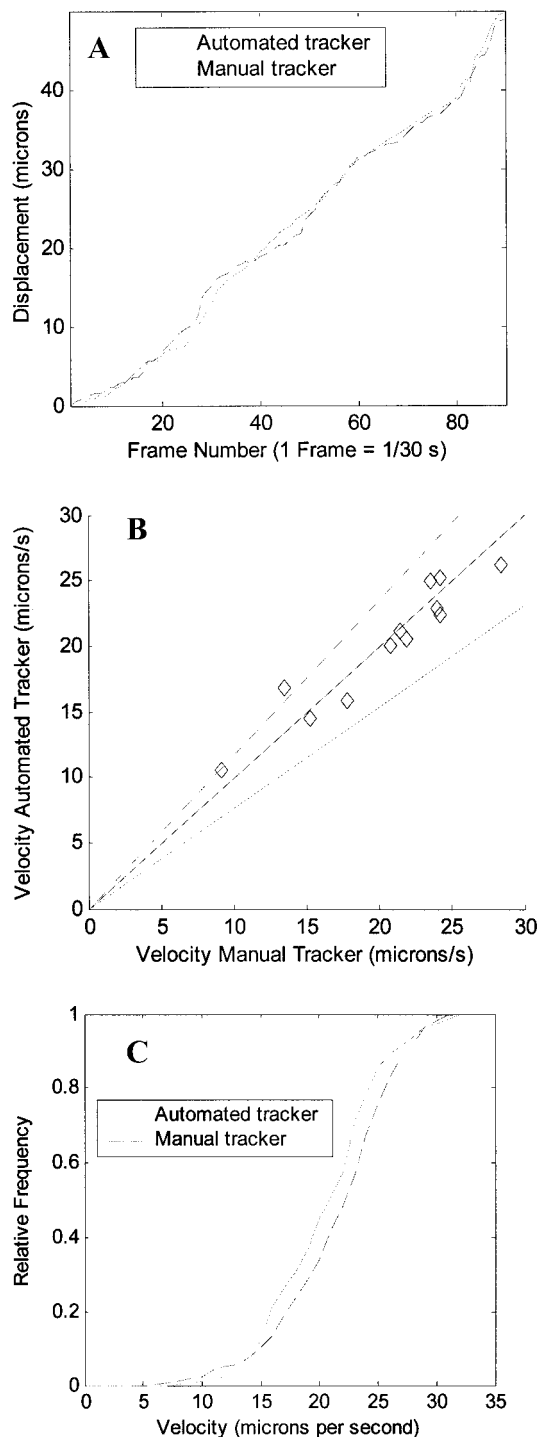 A
Automated tracker
Manual tracker
Displacement (microns)
40
30
20
10
0
20
40
60
80
Frame Number (1 Frame = 1/30 s)
B
Velocity Automated Tracker (microns/s)
30
25
20
15
10
5
0
0
5
10
15
20
25
30
Velocity Manual Tracker (microns/s)
C
Automated tracker
Manual tracker
Relative Frequency
1
0.8
0.6
0.4
0.2
0
0
5
10
15
20
25
30
35
Velocity (microns per second)